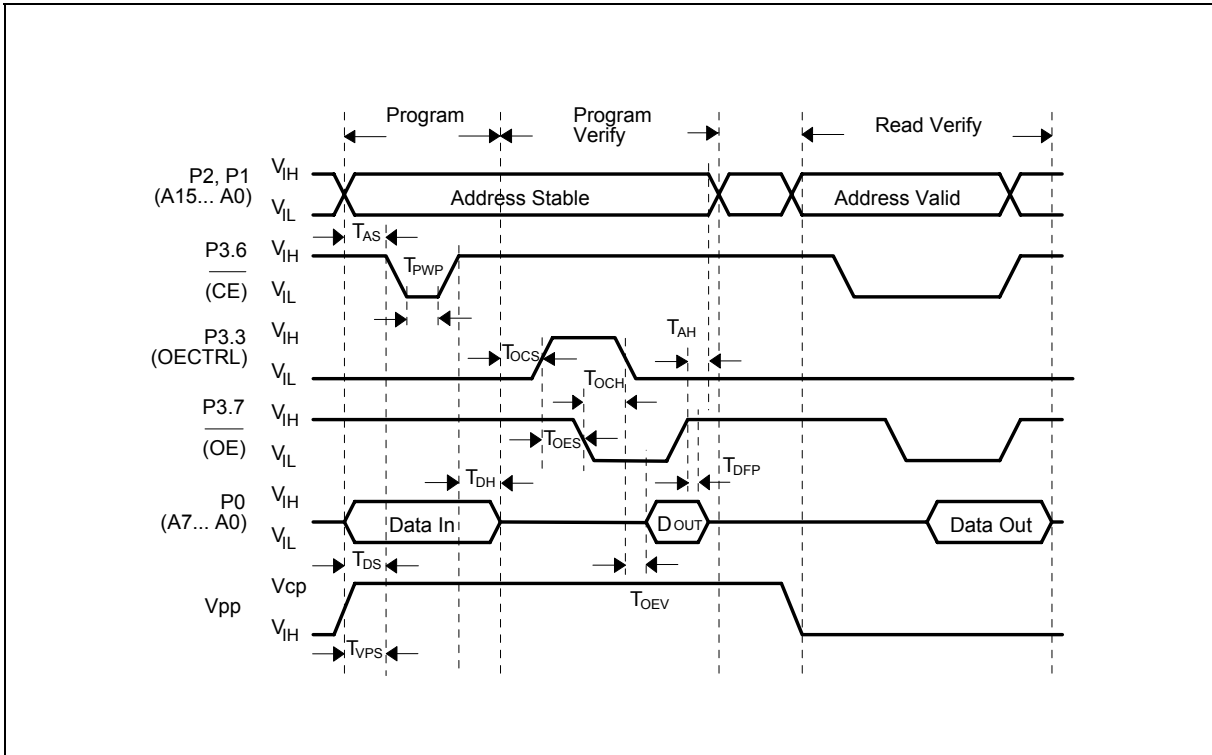 Program
Program
Verify
Read Verify
P2, P1
(A15... A0)
VIH
VIL
Address Stable
Address Valid
TAS
P3.6
(CE)
VIH
VIL
TPWP
P3.3
(OECTRL)
VIH
VIL
TOCS
TAH
TOCH
P3.7
(OE)
VIH
VIL
TOES
TDFP
TDH
P0
(A7... A0)
VIH
VIL
Data In
DOUT
Data Out
TDS
Vpp
Vcp
VIH
TOEV
TVPS